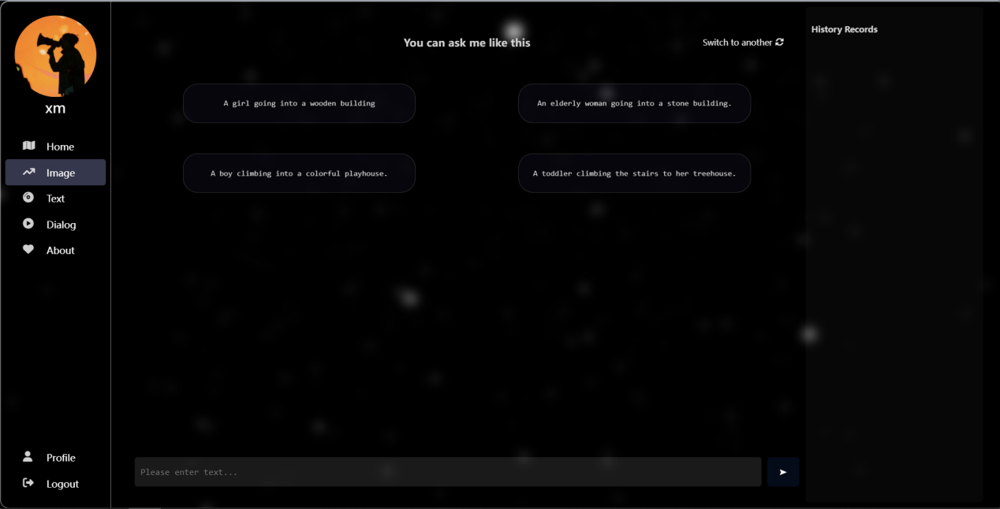 xm
Home
Image
Text
Dialog
About
Profile
Logout
You can ask me like this
Switch to another
A girl going into a wooden building
An elderly woman going into a stone building.
A boy climbing into a colorful playhouse.
A toddler climbing the stairs to her treehouse.
Please enter text...
History Records